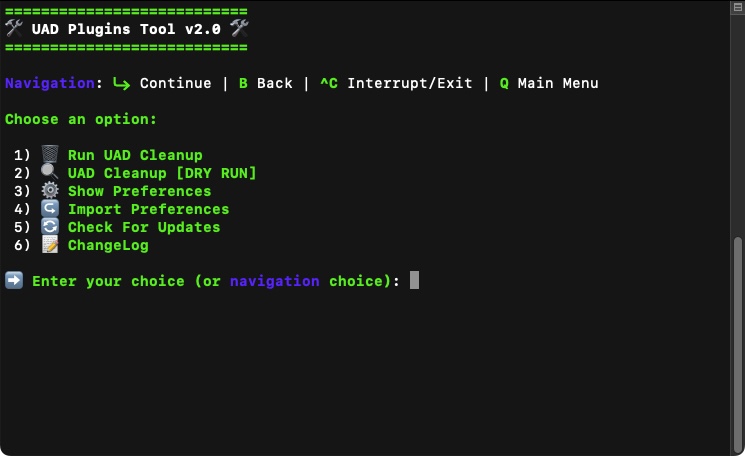 ===========================
🛠 UAD Plugins Tool v2.0 🛠
===========================
Navigation: ↳ Continue | B Back | ^C Interrupt/Exit | Q Main Menu
Choose an option:
1) 🗑 Run UAD Cleanup
2) 🔍 UAD Cleanup [DRY RUN]
3) ⚙️ Show Preferences
4) ↪️ Import Preferences
5) 🔄 Check For Updates
6) 📝 ChangeLog
➡️ Enter your choice (or navigation choice):